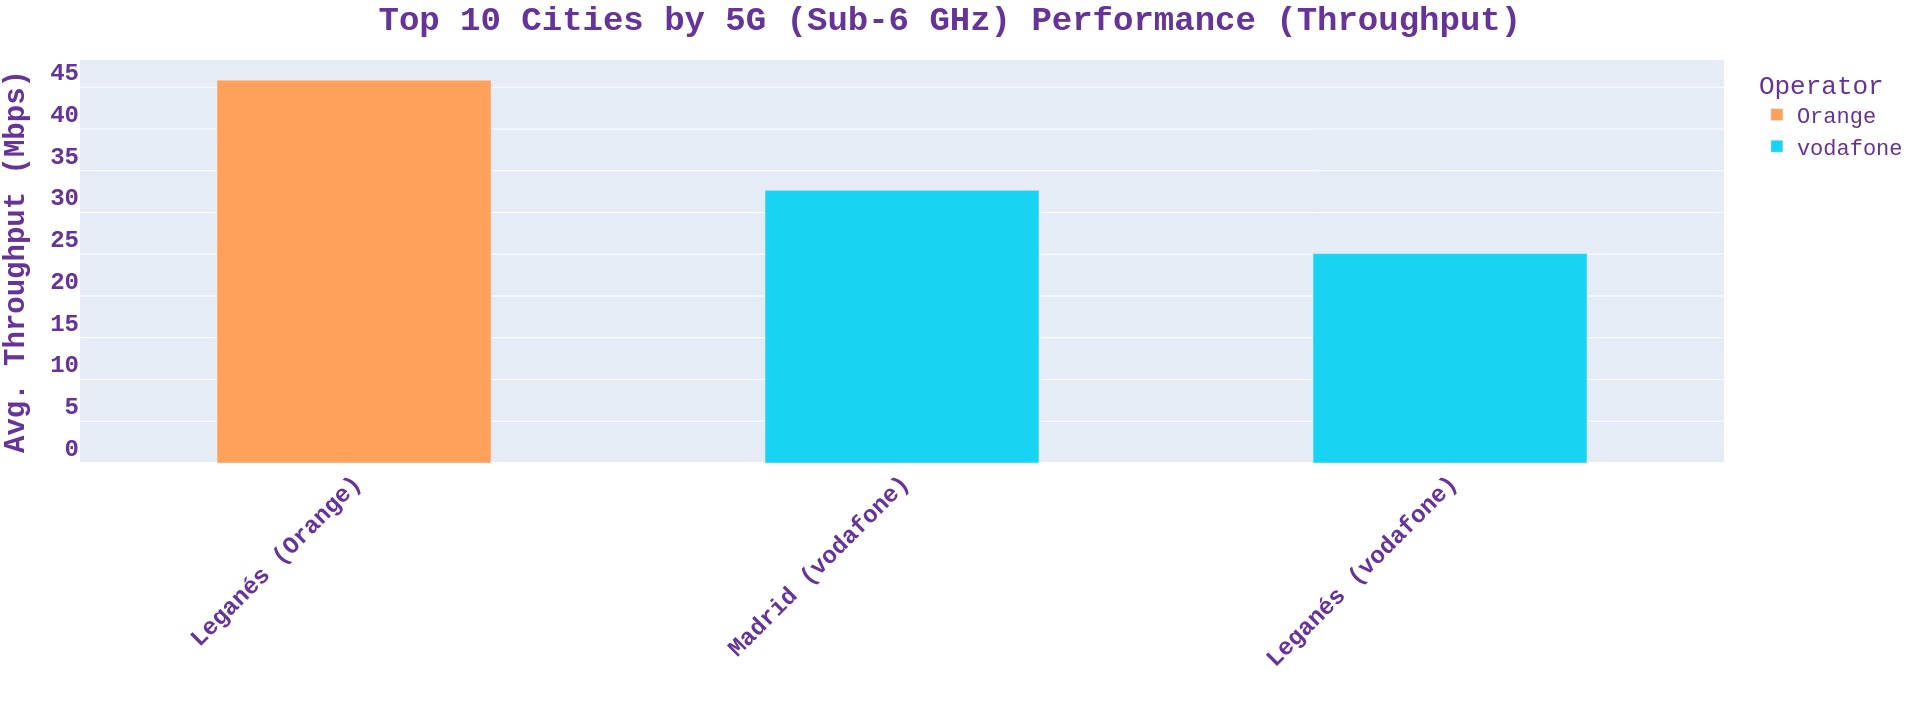 Top 10 Cities by 5G (Sub-6 GHz) Performance (Throughput)
Avg. Throughput (Mbps)
45
40
35
30
25
20
15
10
5
0
Leganés (Orange)
Madrid (vodafone)
Leganés (vodafone)
Operator
Orange
vodafone